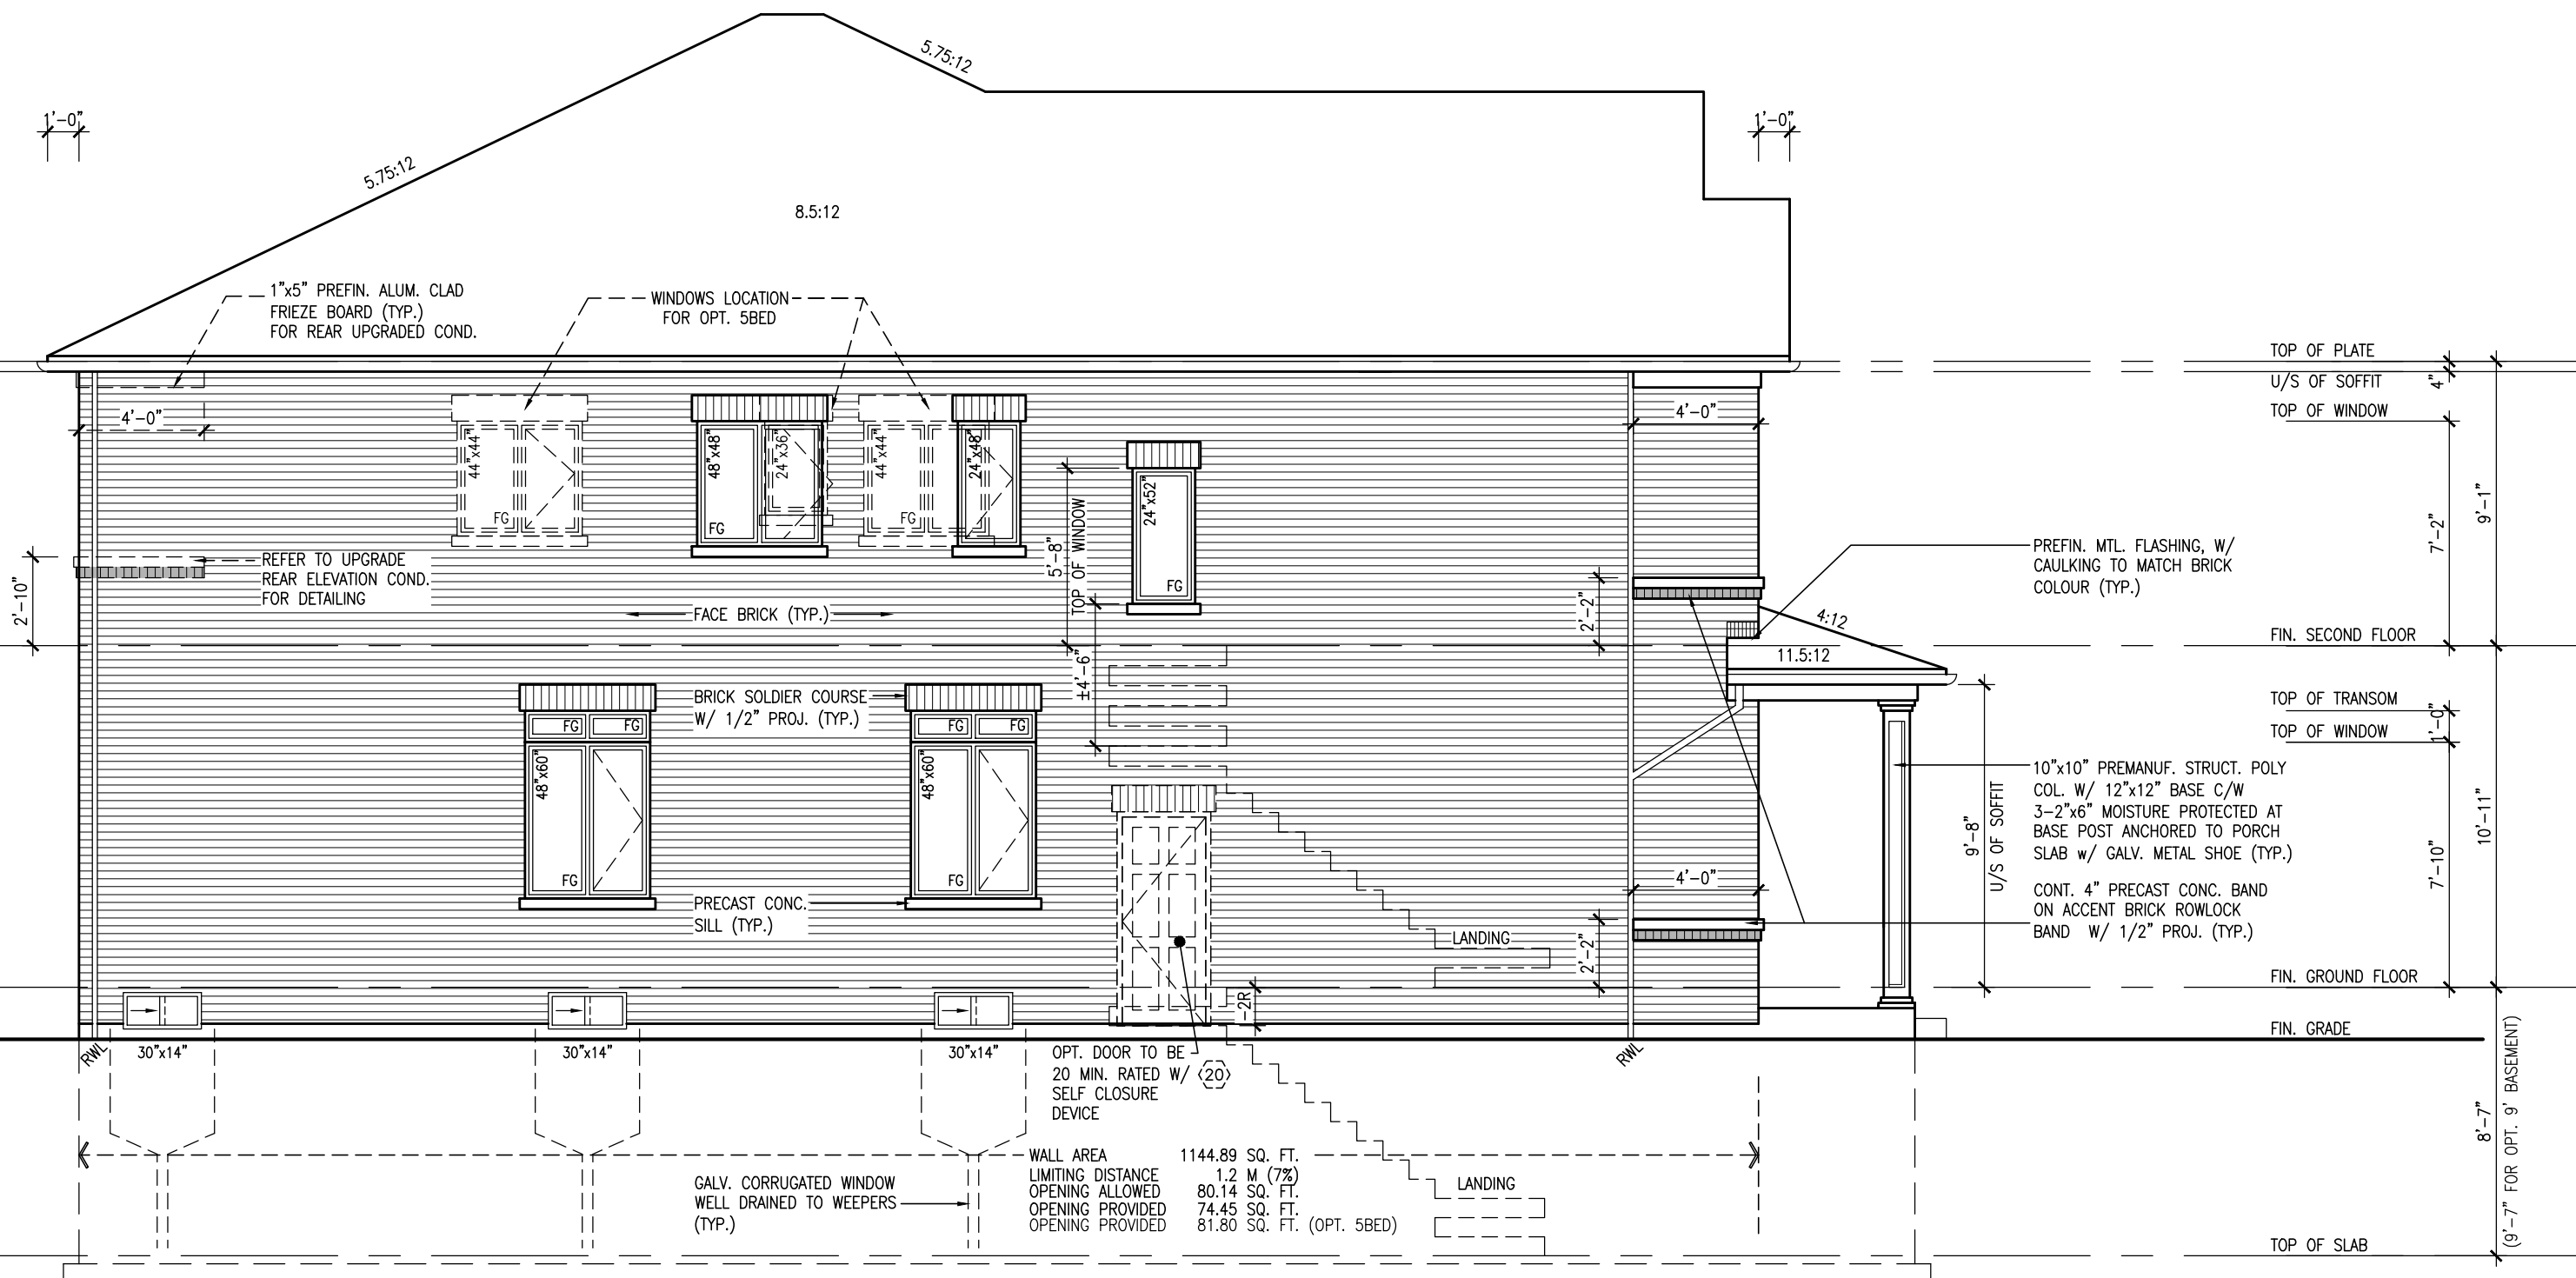 5.75:12
1'-0"
1'-0"
5.75:12
8.5:12
1"x5" PREFIN. ALUM. CLAD
FRIEZE BOARD (TYP.)
FOR REAR UPGRADED COND.
WINDOWS LOCATION
FOR OPT. 5BED
TOP OF PLATE
U/S OF SOFFIT
4"
TOP OF WINDOW
4'-0"
4'-0"
44"x44"
FG
48"x48"
FG
24"x36"
44"x44"
FG
24"x48"
24"x52"
FG
5'-8"
TOP OF WINDOW
9'-1"
7'-2"
PREFIN. MTL. FLASHING, W/
CAULKING TO MATCH BRICK
COLOUR (TYP.)
REFER TO UPGRADE
REAR ELEVATION COND.
FOR DETAILING
2'-10"
FACE BRICK (TYP.)
2'-2"
4:12
11.5:12
FIN. SECOND FLOOR
±4'-6"
BRICK SOLDIER COURSE
W/ 1/2" PROJ. (TYP.)
FG
FG
FG
FG
TOP OF TRANSOM
1'-0"
TOP OF WINDOW
48"x60"
FG
48"x60"
FG
10"x10" PREMANUF. STRUCT. POLY
COL. W/ 12"x12" BASE C/W
3-2"x6" MOISTURE PROTECTED AT
BASE POST ANCHORED TO PORCH
SLAB w/ GALV. METAL SHOE (TYP.)
9'-8"
U/S OF SOFFIT
10'-11"
7'-10"
4'-0"
PRECAST CONC.
SILL (TYP.)
CONT. 4" PRECAST CONC. BAND
ON ACCENT BRICK ROWLOCK
BAND W/ 1/2" PROJ. (TYP.)
LANDING
2'-2"
FIN. GROUND FLOOR
-2R
FIN. GRADE
RWL
30"x14"
30"x14"
30"x14"
RWL
OPT. DOOR TO BE
20 MIN. RATED W/ 20
SELF CLOSURE
DEVICE
8'-7"
(9'-7" FOR OPT. 9' BASEMENT)
WALL AREA 1144.89 SQ. FT.
LIMITING DISTANCE 1.2 M (7%)
OPENING ALLOWED 80.14 SQ. FT.
OPENING PROVIDED 74.45 SQ. FT.
OPENING PROVIDED 81.80 SQ. FT. (OPT. 5BED)
GALV. CORRUGATED WINDOW
WELL DRAINED TO WEEPERS
(TYP.)
LANDING
TOP OF SLAB